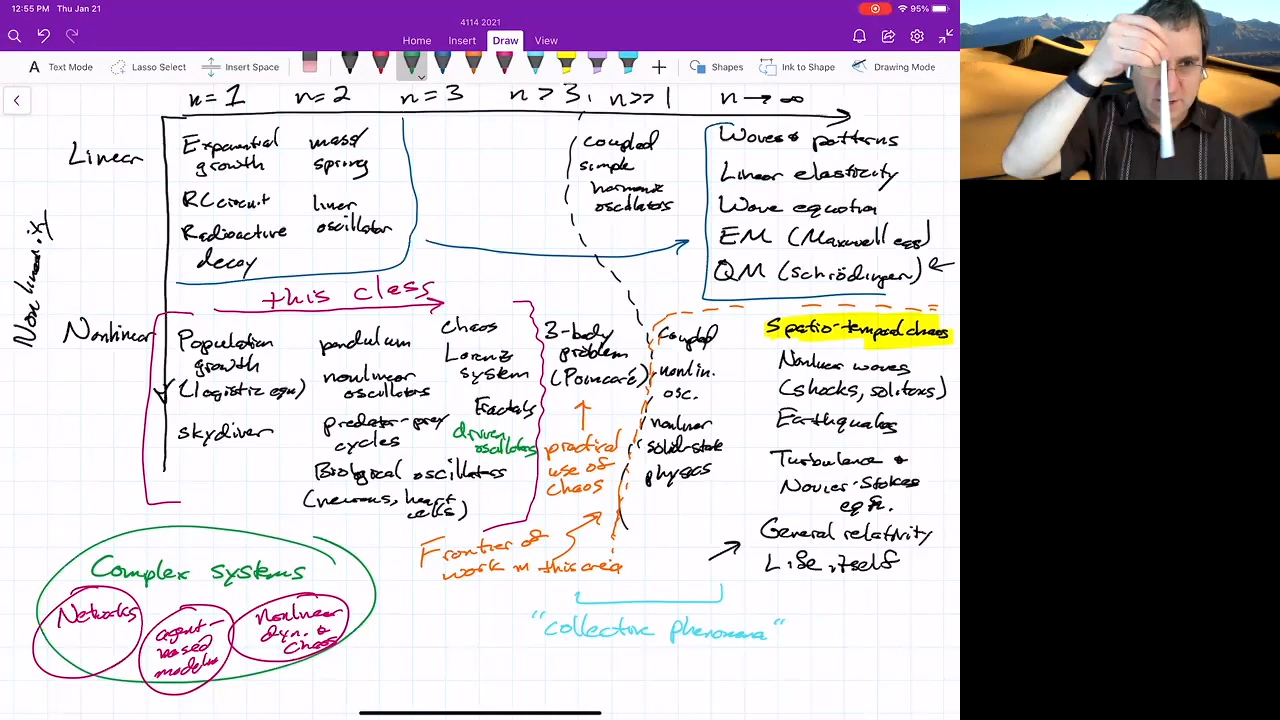 12:55 PM Thu Jan 21
95%
4114 2021
Home Insert Draw View
Text Mode Lasso Select Insert Space Shapes Ink to Shape Ink to Math
n=1 n=2 n=3 n>3 n>>1 n→∞
Nonlinearity
Linear
Exponential
growth
RC circuit
Radioactive
decay
mass/
spring
linear
oscillator
coupled
simple
harmonic
oscillators
Waves & patterns
Linear elasticity
Wave equation
EM (Maxwell eqs)
QM (Schrödinger)
this class
Nonlinear
Population
growth
(logistic eqn)
skydiver
pendulum
nonlinear
oscillators
predator-prey
cycles
Biological oscillators
(neurons, heart
cells)
chaos
Lorenz
system
Fractals
driven
oscillators
3-body
problem
(Poincaré)
practical
use of
chaos
Frontier of
work in this area
coupled
nonlin.
osc.
nonlinear
solid-state
physics
Spatio-temporal chaos
Nonlinear waves
(shocks, solitons)
Earthquakes
Turbulence &
Navier-Stokes
eqn.
General relativity
Life itself
"collective phenomena"
Complex systems
Networks
agent-
based
models
nonlinear
dyn. &
chaos